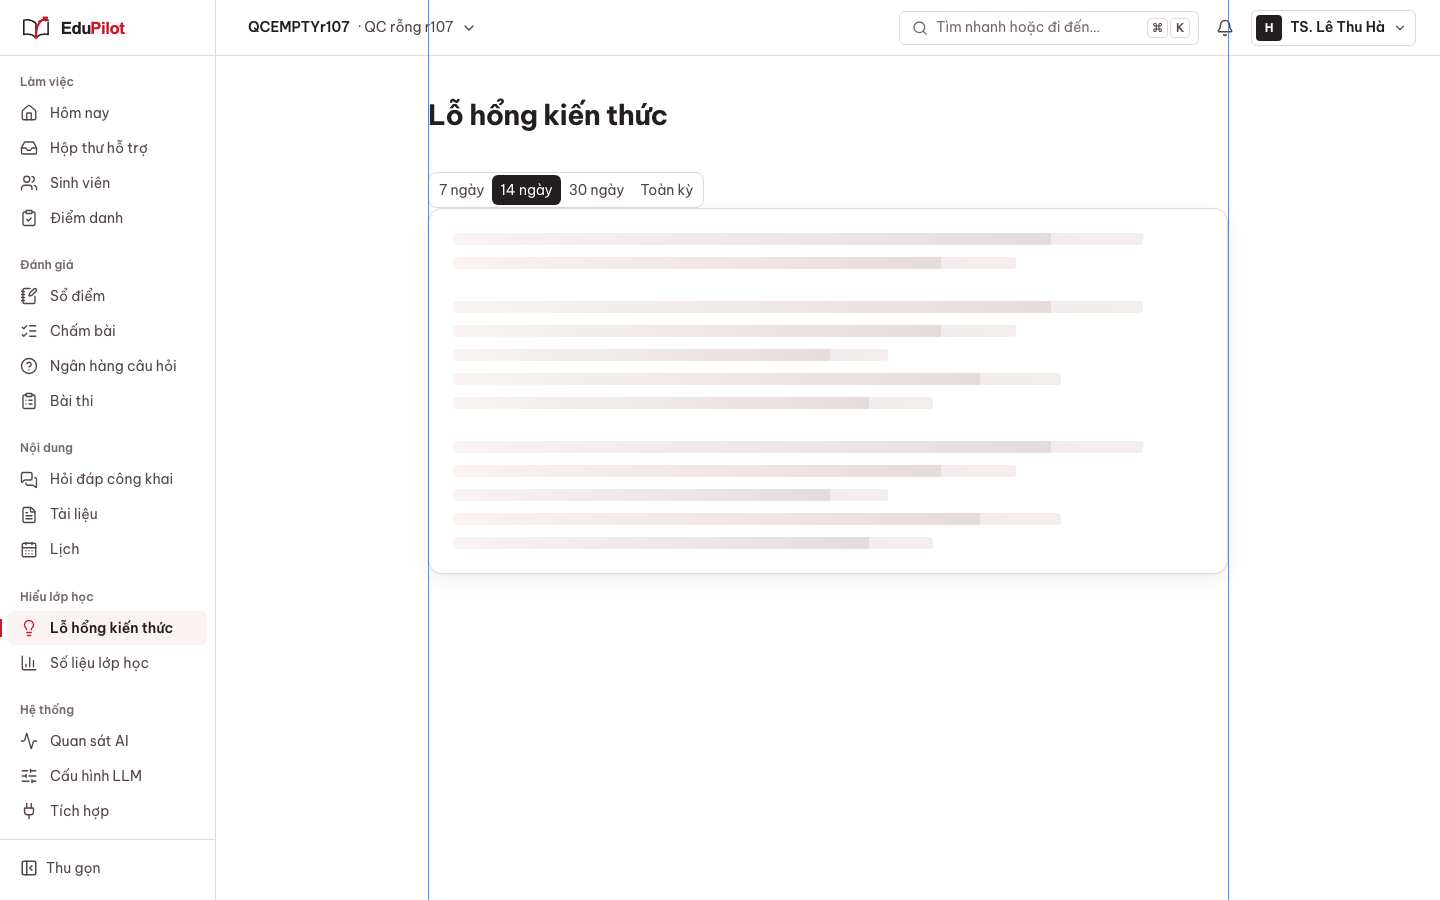 EduPilot
QCEMPTYr107 · QC rỗng r107
Tìm nhanh hoặc đi đến...
⌘ K
H
TS. Lê Thu Hà
Làm việc
Hôm nay
Hộp thư hỗ trợ
Sinh viên
Điểm danh
Đánh giá
Sổ điểm
Chấm bài
Ngân hàng câu hỏi
Bài thi
Nội dung
Hỏi đáp công khai
Tài liệu
Lịch
Hiểu lớp học
Lỗ hổng kiến thức
Số liệu lớp học
Hệ thống
Quan sát AI
Cấu hình LLM
Tích hợp
Thu gọn
Lỗ hổng kiến thức
7 ngày 14 ngày 30 ngày Toàn kỳ